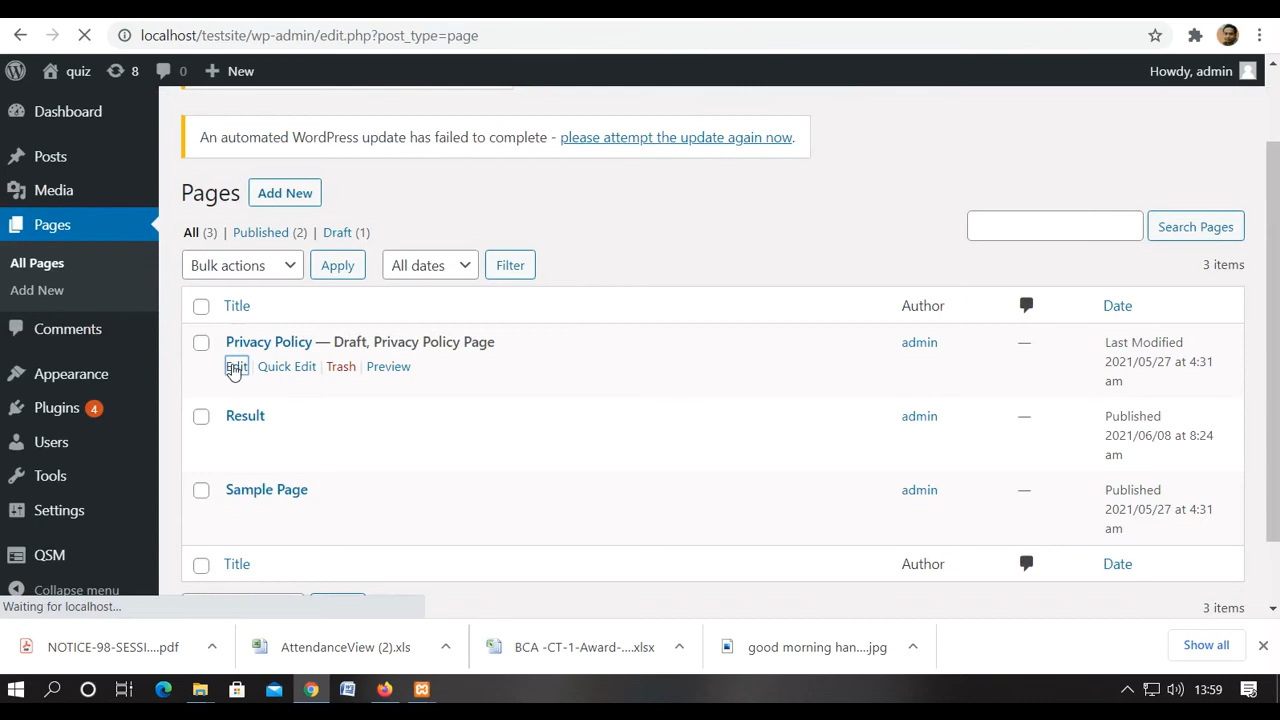 localhost/testsite/wp-admin/edit.php?post_type=page
quiz 8 0 New Howdy, admin
Dashboard
An automated WordPress update has failed to complete - please attempt the update again now.
Posts
Media
Pages Add New
Pages
All (3) | Published (2) | Draft (1)
Search Pages
All Pages
Bulk actions Apply All dates Filter 3 items
Add New
Title Author Date
Comments
Privacy Policy — Draft, Privacy Policy Page admin — Last Modified
2021/05/27 at 4:31
am
Edit | Quick Edit | Trash | Preview
Appearance
Plugins 4
Result admin — Published
2021/06/08 at 8:24
am
Users
Tools
Sample Page admin — Published
2021/05/27 at 4:31
am
Settings
QSM
Title Author Date
Collapse menu
Waiting for localhost...
3 items
NOTICE-98-SESSI....pdf AttendanceView (2).xls BCA -CT-1-Award-....xlsx good morning han....jpg Show all
13:59